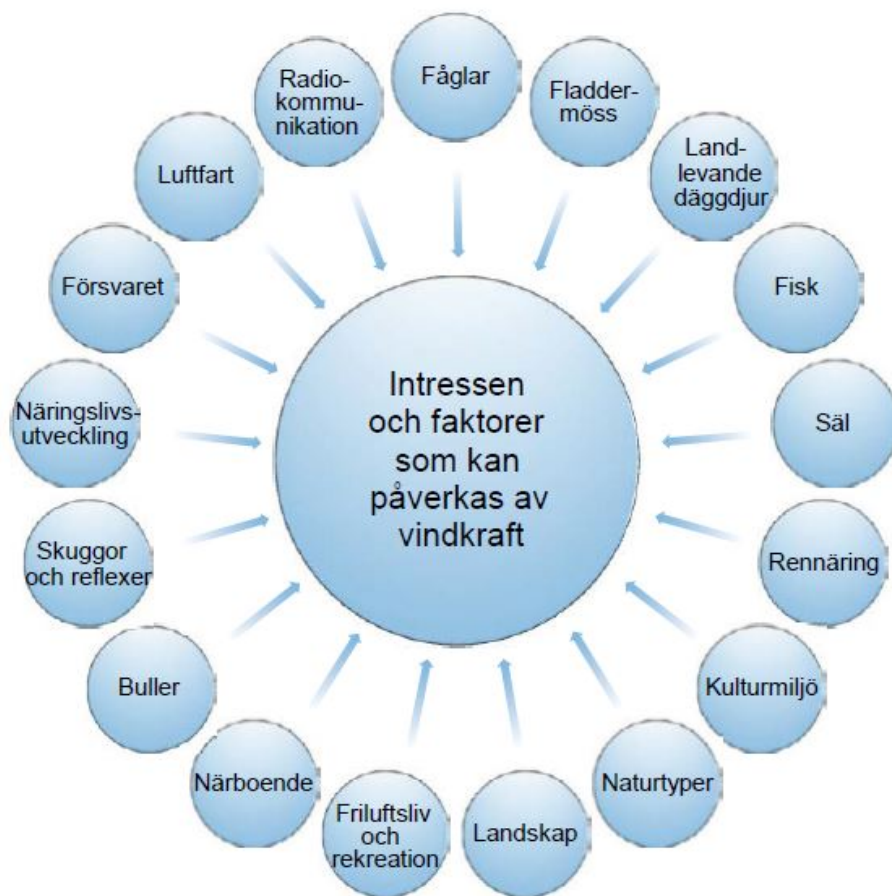 Fåglar
Fladder-
möss
Land-
levande
däggdjur
Fisk
Säl
Rennäring
Kulturmiljö
Naturtyper
Landskap
Friluftsliv
och
rekreation
Närboende
Buller
Skuggor
och reflexer
Näringslivs-
utveckling
Försvaret
Luftfart
Radio-
kommu-
nikation
Intressen
och faktorer
som kan
påverkas av
vindkraft